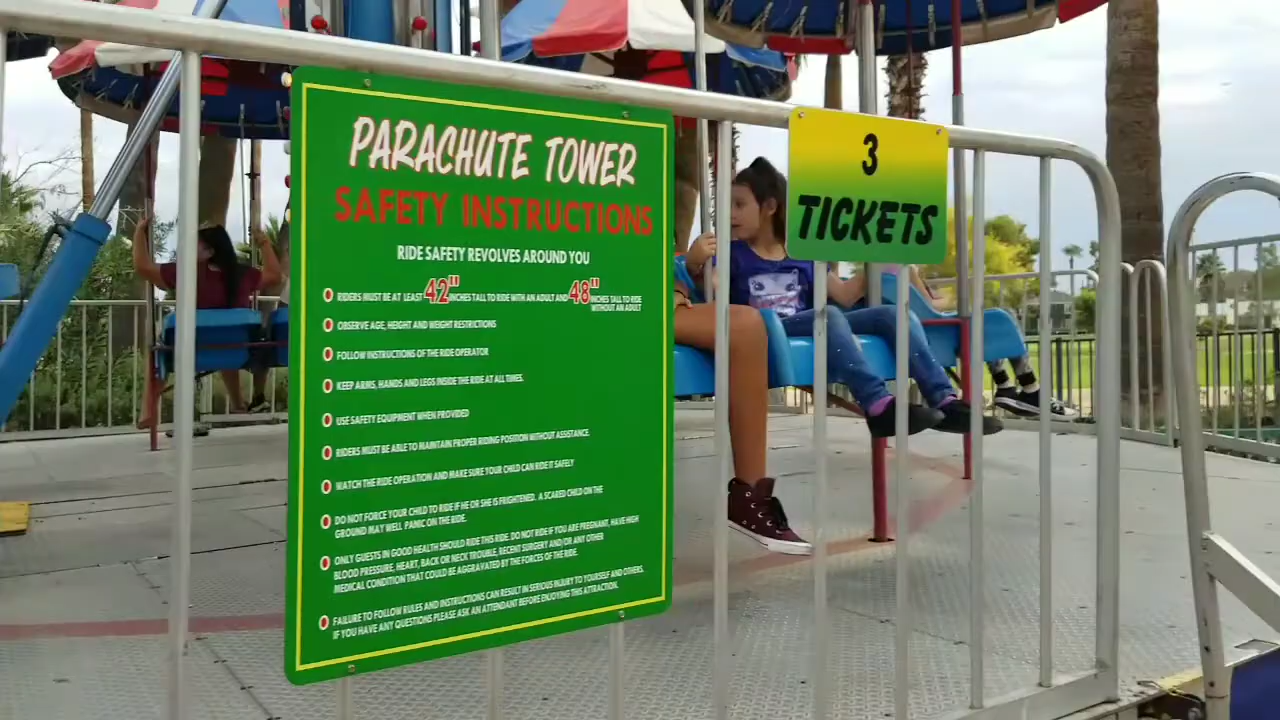 PARACHUTE TOWER
SAFETY INSTRUCTIONS
RIDE SAFETY REVOLVES AROUND YOU
RIDERS MUST BE AT LEAST 42" INCHES TALL TO RIDE WITH AN ADULT AND 48" INCHES TALL TO RIDE
WITHOUT AN ADULT
OBSERVE AGE, HEIGHT AND WEIGHT RESTRICTIONS
FOLLOW INSTRUCTIONS OF THE RIDE OPERATOR
KEEP ARMS, HANDS AND LEGS INSIDE THE RIDE AT ALL TIMES.
USE SAFETY EQUIPMENT WHEN PROVIDED
RIDERS MUST BE ABLE TO MAINTAIN PROPER RIDING POSITION WITHOUT ASSISTANCE.
WATCH THE RIDE OPERATION AND MAKE SURE YOUR CHILD CAN RIDE IT SAFELY
DO NOT FORCE YOUR CHILD TO RIDE IF HE OR SHE IS FRIGHTENED. A SCARED CHILD ON THE
GROUND MAY WELL PANIC ON THE RIDE.
ONLY GUESTS IN GOOD HEALTH SHOULD RIDE THIS RIDE. DO NOT RIDE IF YOU ARE PREGNANT, HAVE HIGH
BLOOD PRESSURE, HEART, BACK OR NECK TROUBLE, RECENT SURGERY AND/OR ANY OTHER
MEDICAL CONDITION THAT COULD BE AGGRAVATED BY THE FORCES OF THE RIDE.
FAILURE TO FOLLOW RULES AND INSTRUCTIONS CAN RESULT IN SERIOUS INJURY TO YOURSELF AND OTHERS.
IF YOU HAVE ANY QUESTIONS PLEASE ASK AN ATTENDANT BEFORE ENJOYING THIS ATTRACTION.
3
TICKETS